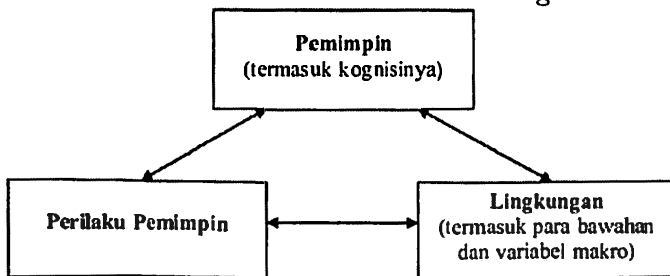 Pemimpin
(termasuk kognisinya)
Perilaku Pemimpin
Lingkungan
(termasuk para bawahan
dan variabel makro)